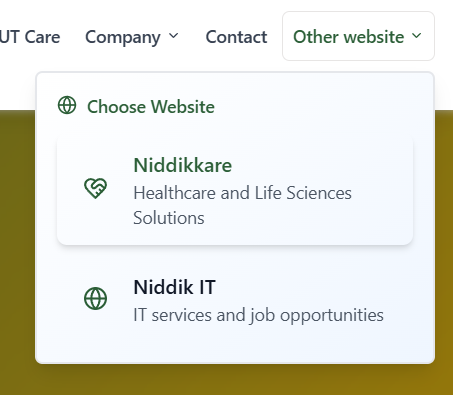 UT Care Company Contact Other website
Choose Website
Niddikkare
Healthcare and Life Sciences
Solutions
Niddik IT
IT services and job opportunities